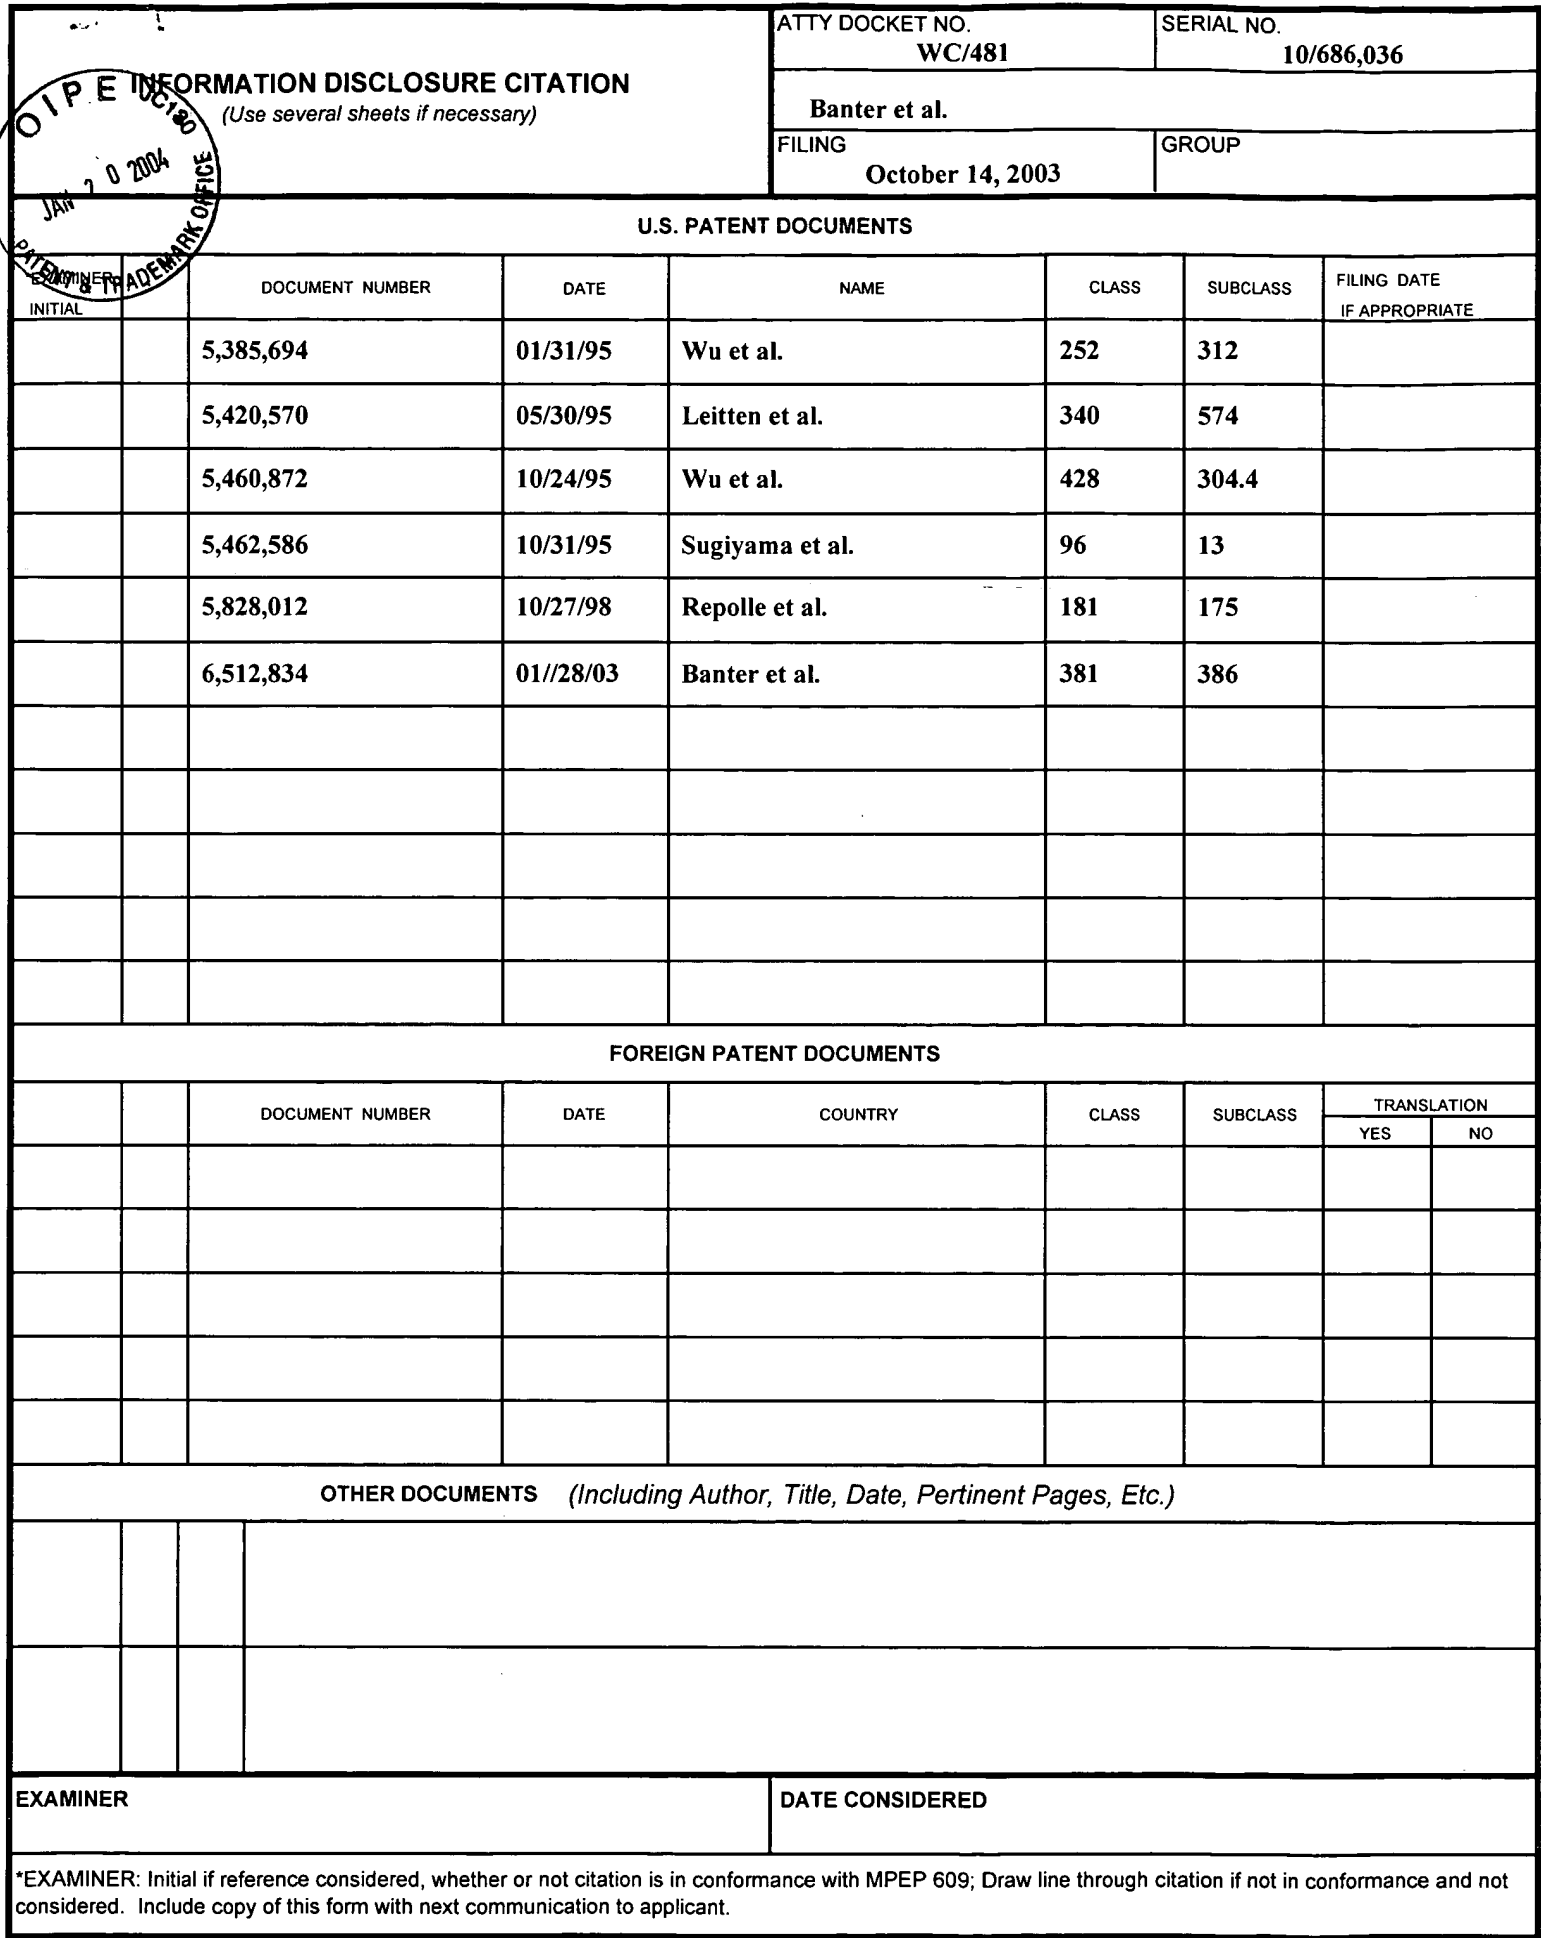 ATTY DOCKET NO.
WC/481
SERIAL NO.
10/686,036
INFORMATION DISCLOSURE CITATION
(Use several sheets if necessary)
Banter et al.
FILING
October 14, 2003
GROUP
OIPE
JAN 20 2004
PATENT & TRADEMARK OFFICE
U.S. PATENT DOCUMENTS
*EXAMINER
INITIAL
DOCUMENT NUMBER DATE NAME CLASS SUBCLASS FILING DATE
IF APPROPRIATE
5,385,694 01/31/95 Wu et al. 252 312
5,420,570 05/30/95 Leitten et al. 340 574
5,460,872 10/24/95 Wu et al. 428 304.4
5,462,586 10/31/95 Sugiyama et al. 96 13
5,828,012 10/27/98 Repolle et al. 181 175
6,512,834 01//28/03 Banter et al. 381 386
FOREIGN PATENT DOCUMENTS
DOCUMENT NUMBER DATE COUNTRY CLASS SUBCLASS TRANSLATION
YES NO
OTHER DOCUMENTS (Including Author, Title, Date, Pertinent Pages, Etc.)
EXAMINER
DATE CONSIDERED
*EXAMINER: Initial if reference considered, whether or not citation is in conformance with MPEP 609; Draw line through citation if not in conformance and not
considered. Include copy of this form with next communication to applicant.